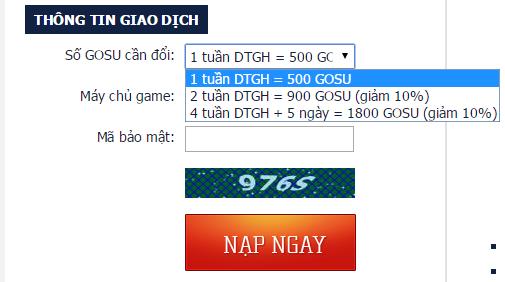 THÔNG TIN GIAO DỊCH
Số GOSU cần đổi: 1 tuần DTGH = 500 GO
1 tuần DTGH = 500 GOSU
Máy chủ game: 2 tuần DTGH = 900 GOSU (giảm 10%)
4 tuần DTGH + 5 ngày = 1800 GOSU (giảm 10%)
Mã bảo mật:
976S
NẠP NGAY